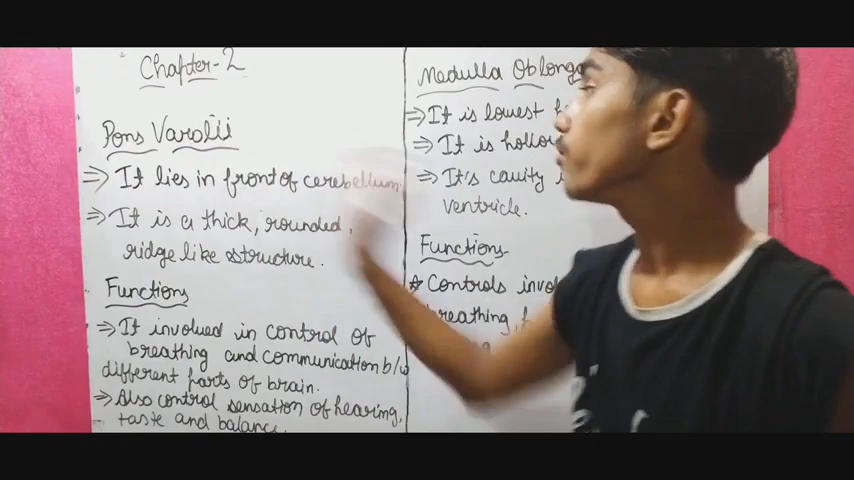 Chapter-2
Pons Varolii
⇒ It lies in front of cerebellum.
⇒ It is a thick, rounded,
ridge like structure.
Functions
⇒ It involved in control of
breathing and communication b/w
different parts of brain.
⇒ Also control sensation of hearing,
taste and balance.
Medulla Oblonga
⇒ It is lowest
⇒ It is hollow
⇒ It's cavity
ventricle.
Functions
☆ Controls
breathing,